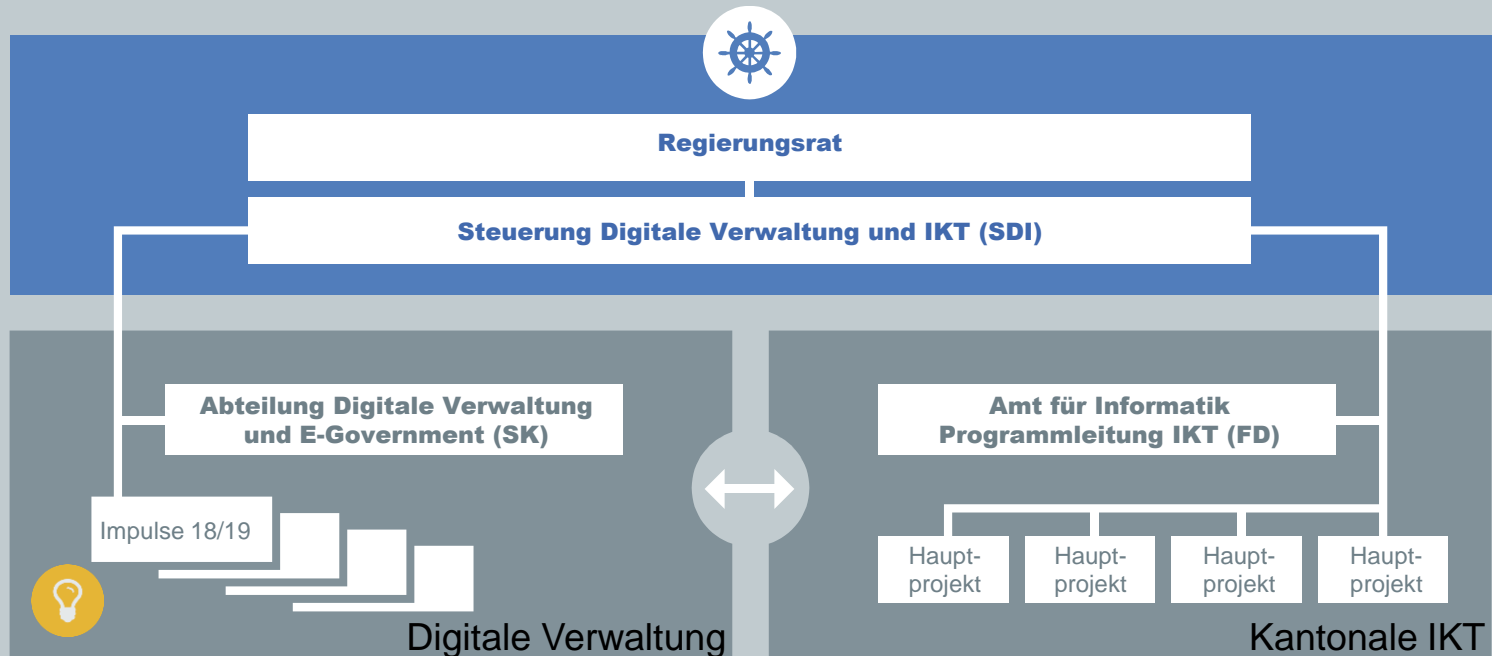 Regierungsrat
Steuerung Digitale Verwaltung und IKT (SDI)
Abteilung Digitale Verwaltung
und E-Government (SK)
Impulse 18/19
Digitale Verwaltung
Amt für Informatik
Programmleitung IKT (FD)
Haupt-
projekt
Haupt-
projekt
Haupt-
projekt
Haupt-
projekt
Kantonale IKT